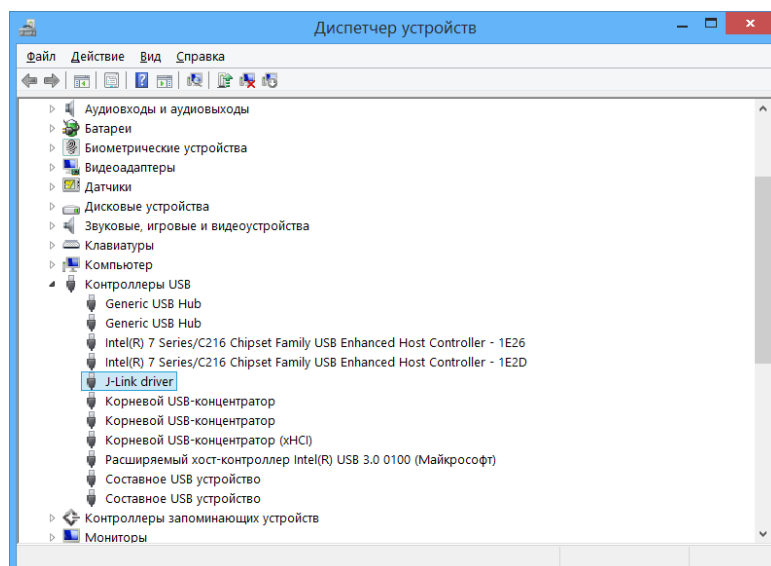 Диспетчер устройств
Файл Действие Вид Справка
Аудиовходы и аудиовыходы
Батареи
Биометрические устройства
Видеоадаптеры
Датчики
Дисковые устройства
Звуковые, игровые и видеоустройства
Клавиатуры
Компьютер
Контроллеры USB
Generic USB Hub
Generic USB Hub
Intel(R) 7 Series/C216 Chipset Family USB Enhanced Host Controller - 1E26
Intel(R) 7 Series/C216 Chipset Family USB Enhanced Host Controller - 1E2D
J-Link driver
Корневой USB-концентратор
Корневой USB-концентратор
Корневой USB-концентратор (xHCI)
Расширяемый хост-контроллер Intel(R) USB 3.0 0100 (Майкрософт)
Составное USB устройство
Составное USB устройство
Контроллеры запоминающих устройств
Мониторы